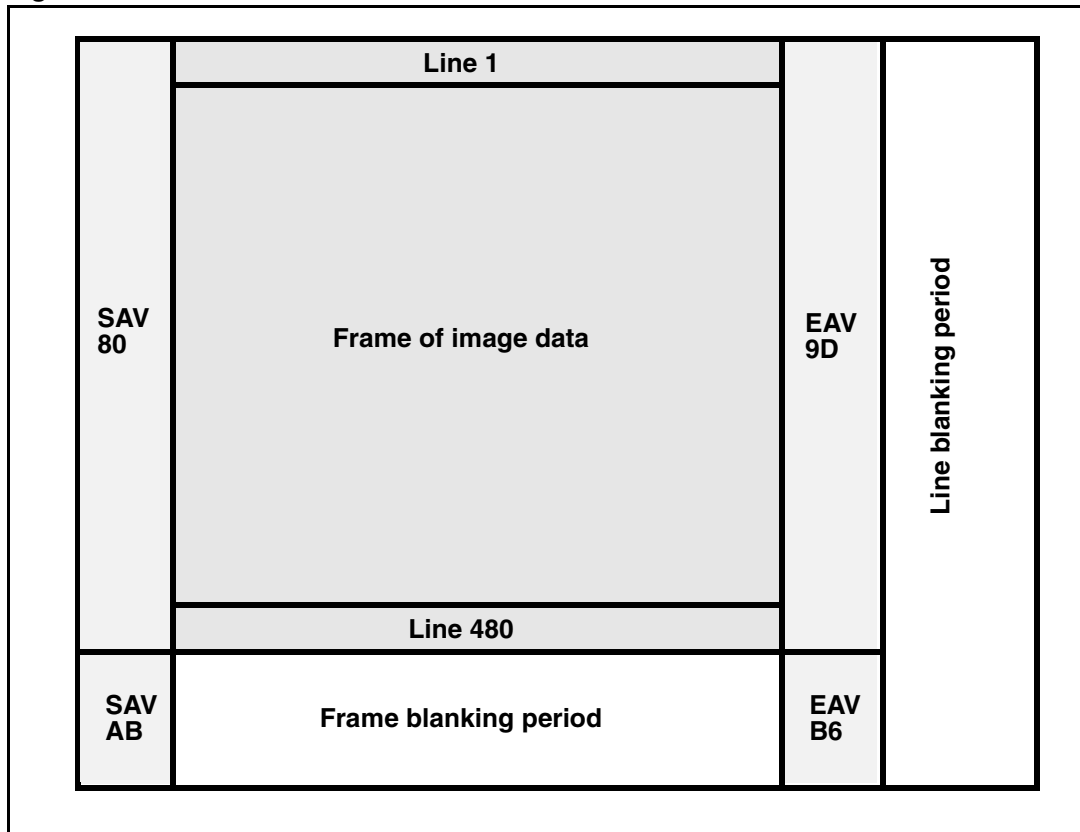 Line 1
SAV
80
Frame of image data
EAV
9D
Line blanking period
Line 480
SAV
AB
Frame blanking period
EAV
B6